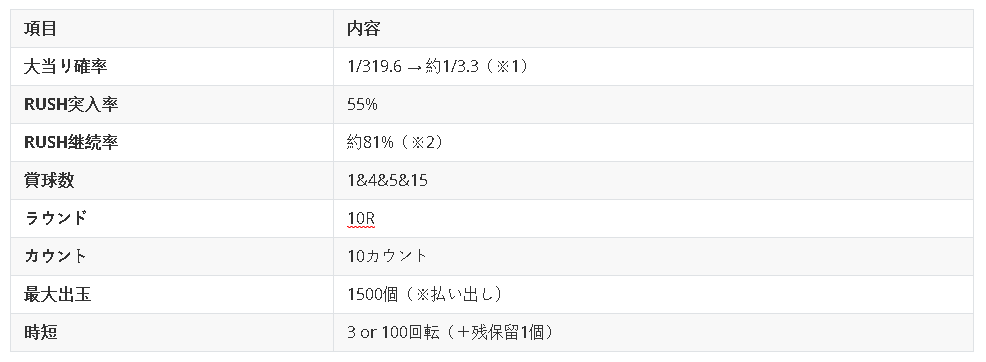 項目 内容
大当り確率 1/319.6 → 約1/3.3（※1）
RUSH突入率 55%
RUSH継続率 約81%（※2）
賞球数 1&4&5&15
ラウンド 10R
カウント 10カウント
最大出玉 1500個（※払い出し）
時短 3 or 100回転（＋残保留1個）